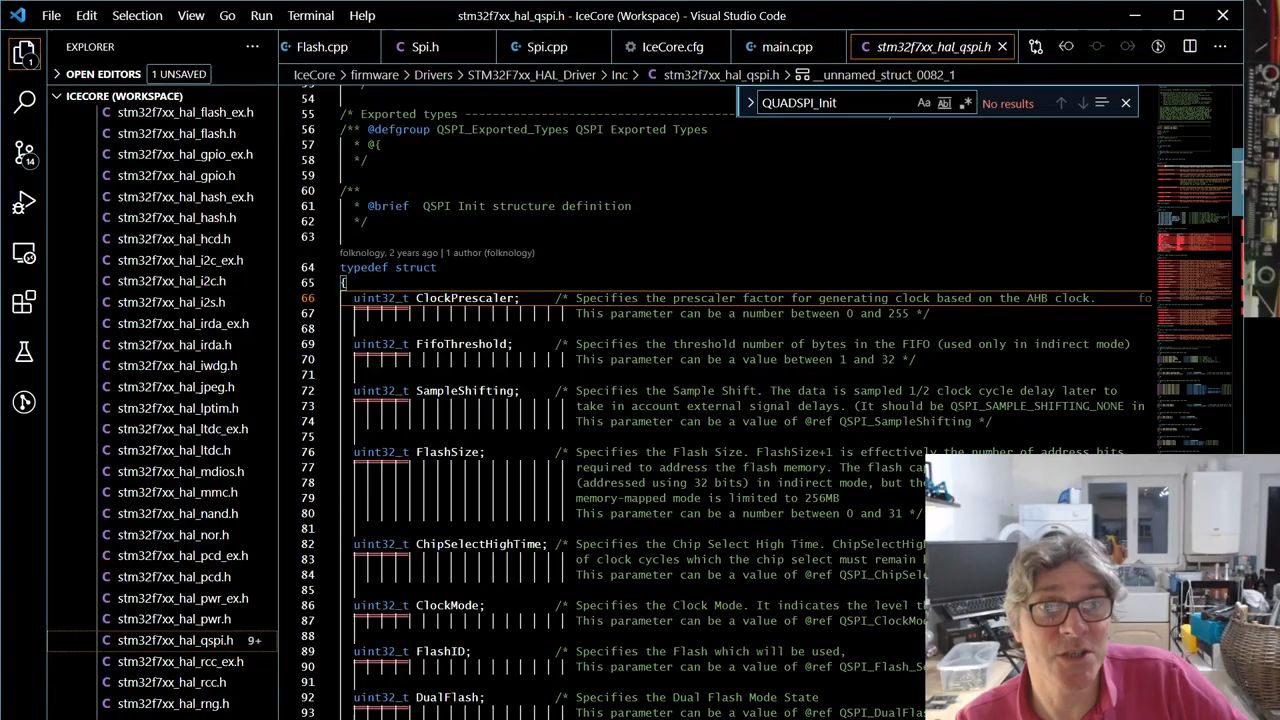 File Edit Selection View Go Run Terminal Help
stm32f7xx_hal_qspi.h - IceCore (Workspace) - Visual Studio Code
EXPLORER
Flash.cpp Spi.h Spi.cpp IceCore.cfg main.cpp stm32f7xx_hal_qspi.h
OPEN EDITORS 1 UNSAVED
IceCore > firmware > Drivers > STM32F7xx_HAL_Driver > Inc > C stm32f7xx_hal_qspi.h > __unnamed_struct_0082_1
ICECORE (WORKSPACE)
QUADSPI_Init Aa Abl No results
1
14
C stm32f7xx_hal_flash_ex.h
C stm32f7xx_hal_flash.h
C stm32f7xx_hal_gpio_ex.h
C stm32f7xx_hal_gpio.h
C stm32f7xx_hal_hash_ex.h
C stm32f7xx_hal_hash.h
C stm32f7xx_hal_hcd.h
C stm32f7xx_hal_i2c_ex.h
C stm32f7xx_hal_i2c.h
C stm32f7xx_hal_i2s.h
C stm32f7xx_hal_irda_ex.h
C stm32f7xx_hal_irda.h
C stm32f7xx_hal_iwdg.h
C stm32f7xx_hal_jpeg.h
C stm32f7xx_hal_lptim.h
C stm32f7xx_hal_ltdc_ex.h
C stm32f7xx_hal_ltdc.h
C stm32f7xx_hal_mdios.h
C stm32f7xx_hal_mmc.h
C stm32f7xx_hal_nand.h
C stm32f7xx_hal_nor.h
C stm32f7xx_hal_pcd_ex.h
C stm32f7xx_hal_pcd.h
C stm32f7xx_hal_pwr_ex.h
C stm32f7xx_hal_pwr.h
C stm32f7xx_hal_qspi.h 9+
C stm32f7xx_hal_rcc_ex.h
C stm32f7xx_hal_rcc.h
C stm32f7xx_hal_rng.h
54
55 /* Exported types
56 /** @defgroup QSPI_Exported_Types QSPI Exported Types
57 * @{
58 */
59
60 /**
61 * @brief QSPI Init structure definition
62 */
63
folknology, 2 years ago |
64 typedef struct
{
66 uint32_t Clock for generating clock based on the AHB clock. fo
This parameter can be a number between 0 and 255 */
uint32_t Fifo Specifies the threshold number of bytes in the FIFO (used only in indirect mode)
This parameter can be a value between 1 and 32 */
71
72 uint32_t Samp Specifies the Sample Shift. The data is sampled 1/2 clock cycle delay later to
73 take in account external signal delays. (It should be QSPI_SAMPLE_SHIFTING_NONE in
74 This parameter can be a value of @ref QSPI_SampleShifting */
75
76 uint32_t Flas Specifies the Flash Size. FlashSize+1 is effectively the number of address bits
77 required to address the flash memory. The flash ca
78 (addressed using 32 bits) in indirect mode, but the
79 memory-mapped mode is limited to 256MB
80 This parameter can be a number between 0 and 31 */
81
82 uint32_t ChipSelectHighTime; /* Specifies the Chip Select High Time. ChipSelectHigh
83 of clock cycles which the chip select must remain h
84 This parameter can be a value of @ref QSPI_ChipSele
85
86 uint32_t ClockMode; /* Specifies the Clock Mode. It indicates the level th
87 This parameter can be a value of @ref QSPI_ClockMod
88
89 uint32_t FlashID; /* Specifies the Flash which will be used,
90 This parameter can be a value of @ref QSPI_Flash_Se
91
92 uint32_t DualFlash; /* Specifies the Dual Flash Mode State
93 This parameter can be a value of @ref QSPI_DualFlas